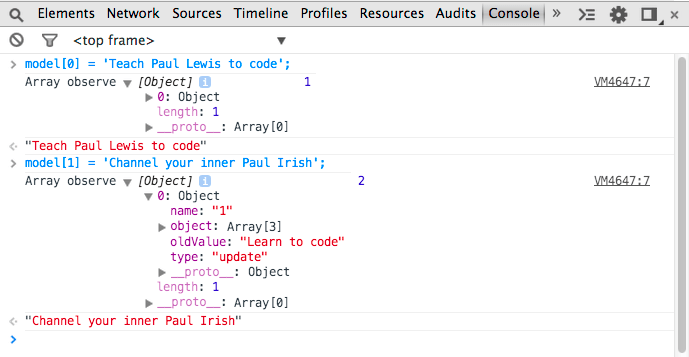 Elements Network Sources Timeline Profiles Resources Audits Console » ×
<top frame> ▼
> model[0] = 'Teach Paul Lewis to code';
Array observe ▼ [Object] i 1 VM4647:7
▶ 0: Object
length: 1
▶ __proto__: Array[0]
"Teach Paul Lewis to code"
> model[1] = 'Channel your inner Paul Irish';
Array observe ▼ [Object] i 2 VM4647:7
▼ 0: Object
name: "1"
▶ object: Array[3]
oldValue: "Learn to code"
type: "update"
▶ __proto__: Object
length: 1
▶ __proto__: Array[0]
"Channel your inner Paul Irish"
>